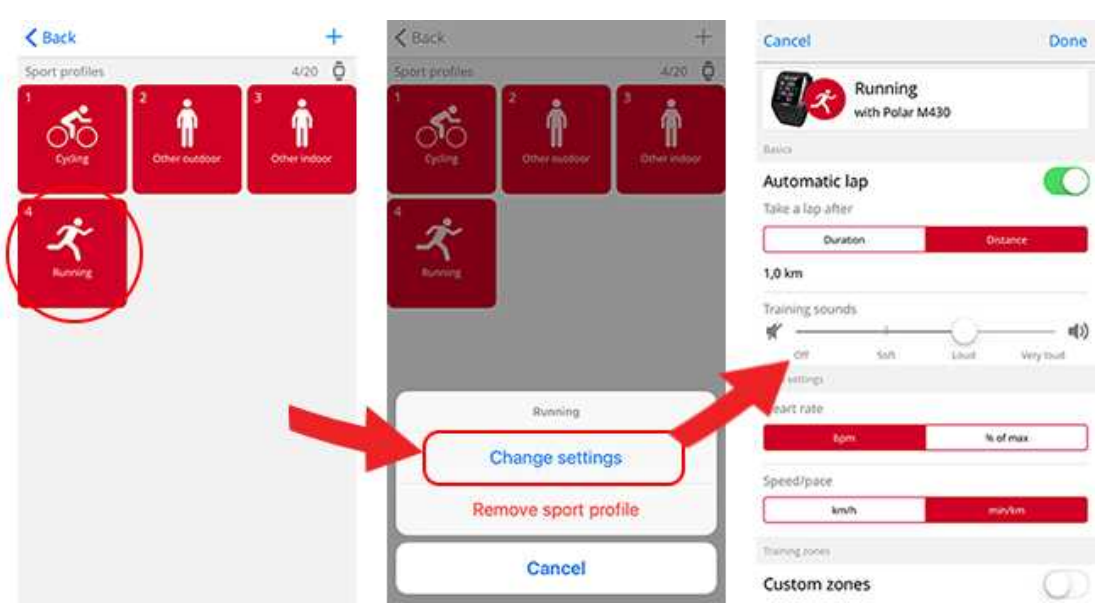 Back
+
Sport profiles 4/20
1
Cycling
2
Other outdoor
3
Other indoor
4
Running
Back
+
Sport profiles 4/20
1
Cycling
2
Other outdoor
3
Other indoor
4
Running
Running
Change settings
Remove sport profile
Cancel
Cancel Done
Running
with Polar M430
Basics
Automatic lap
Take a lap after
Duration Distance
1,0 km
Training sounds
Off Soft Loud Very loud
settings
eart rate
bpm % of max
Speed/pace
km/h min/km
Training zones
Custom zones